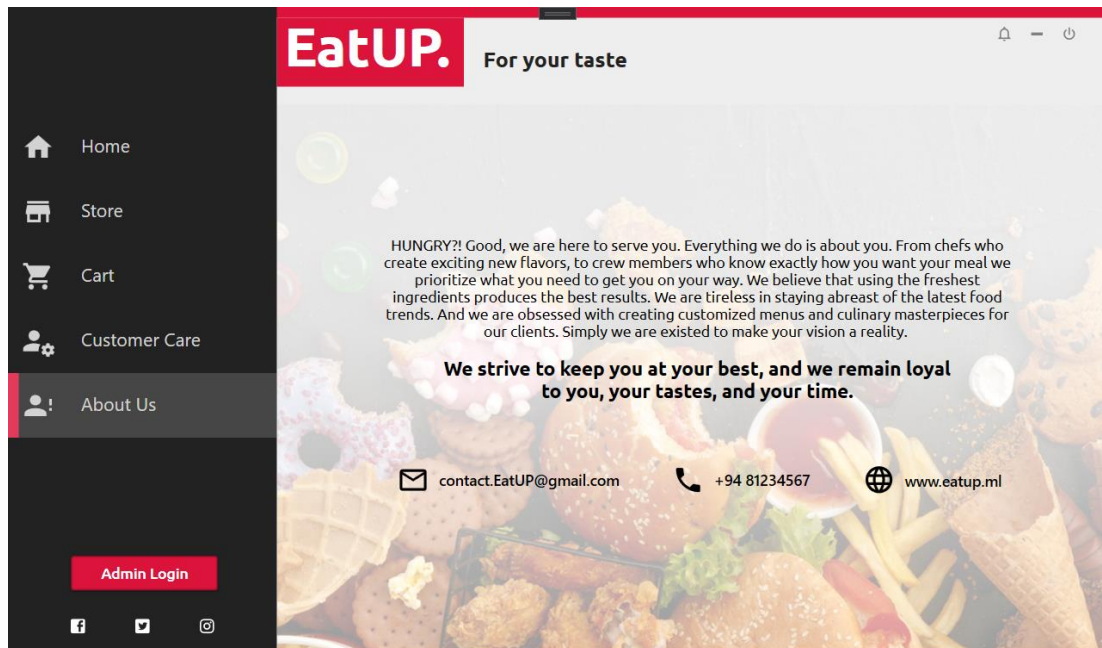 EatUP.
For your taste
Home
Store
Cart
Customer Care
About Us
Admin Login
HUNGRY?! Good, we are here to serve you. Everything we do is about you. From chefs who
create exciting new flavors, to crew members who know exactly how you want your meal we
prioritize what you need to get you on your way. We believe that using the freshest
ingredients produces the best results. We are tireless in staying abreast of the latest food
trends. And we are obsessed with creating customized menus and culinary masterpieces for
our clients. Simply we are existed to make your vision a reality.
We strive to keep you at your best, and we remain loyal
to you, your tastes, and your time.
contact.EatUP@gmail.com
+94 81234567
www.eatup.ml